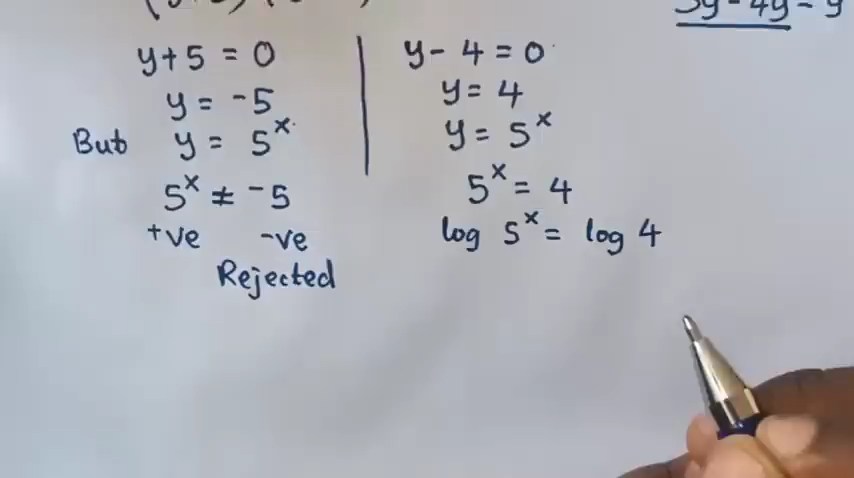 y + 5 = 0
y = -5
But y = 5^x
5^x ≠ -5
+ve -ve
Rejected
y - 4 = 0
y = 4
y = 5^x
5^x = 4
log 5^x = log 4